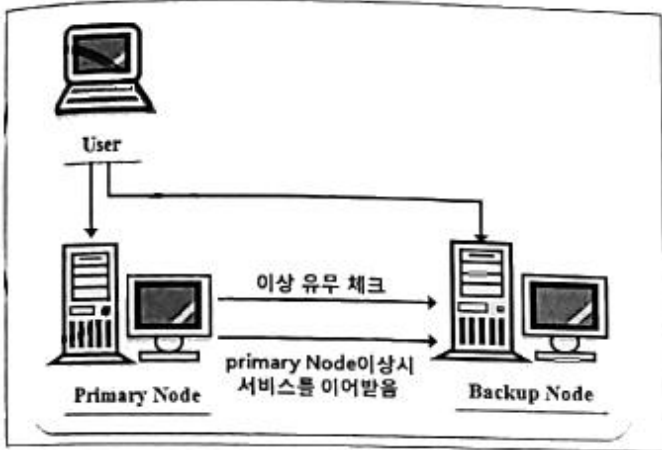 User
이상 유무 체크
primary Node이상시
서비스를 이어받음
Primary Node
Backup Node